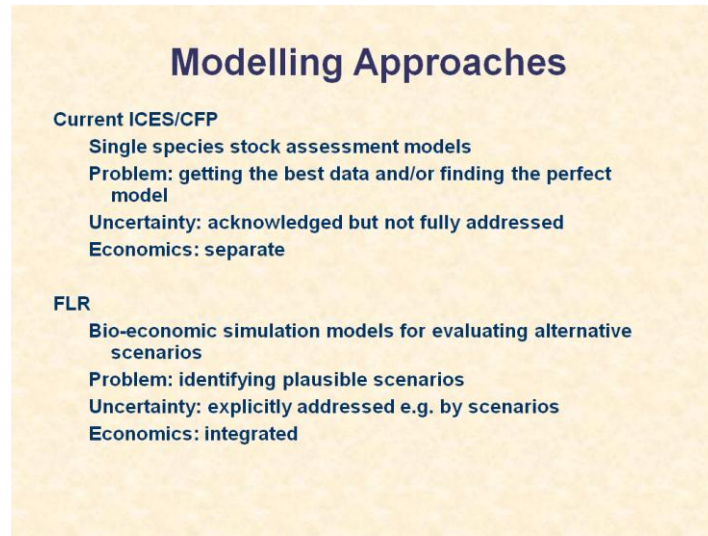 Modelling Approaches
Current ICES/CFP
Single species stock assessment models
Problem: getting the best data and/or finding the perfect
model
Uncertainty: acknowledged but not fully addressed
Economics: separate
FLR
Bio-economic simulation models for evaluating alternative
scenarios
Problem: identifying plausible scenarios
Uncertainty: explicitly addressed e.g. by scenarios
Economics: integrated